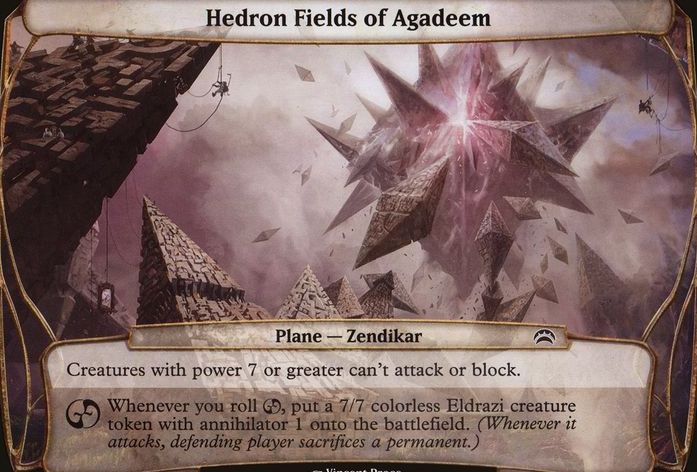 Hedron Fields of Agadeem
Plane — Zendikar
Creatures with power 7 or greater can't attack or block.
Whenever you roll , put a 7/7 colorless Eldrazi creature
token with annihilator 1 onto the battlefield. (Whenever it
attacks, defending player sacrifices a permanent.)